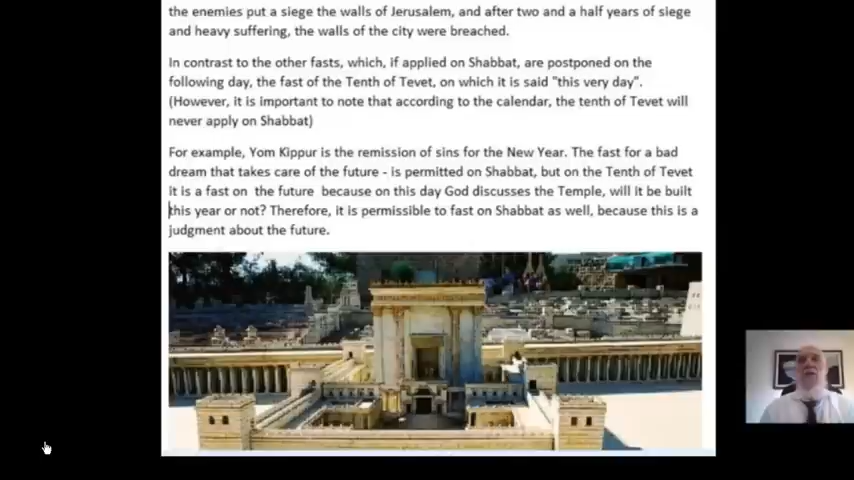 the enemies put a siege the walls of Jerusalem, and after two and a half years of siege
and heavy suffering, the walls of the city were breached.
In contrast to the other fasts, which, if applied on Shabbat, are postponed on the
following day, the fast of the Tenth of Tevet, on which it is said "this very day".
(However, it is important to note that according to the calendar, the tenth of Tevet will
never apply on Shabbat)
For example, Yom Kippur is the remission of sins for the New Year. The fast for a bad
dream that takes care of the future - is permitted on Shabbat, but on the Tenth of Tevet
it is a fast on the future because on this day God discusses the Temple, will it be built
this year or not? Therefore, it is permissible to fast on Shabbat as well, because this is a
judgment about the future.